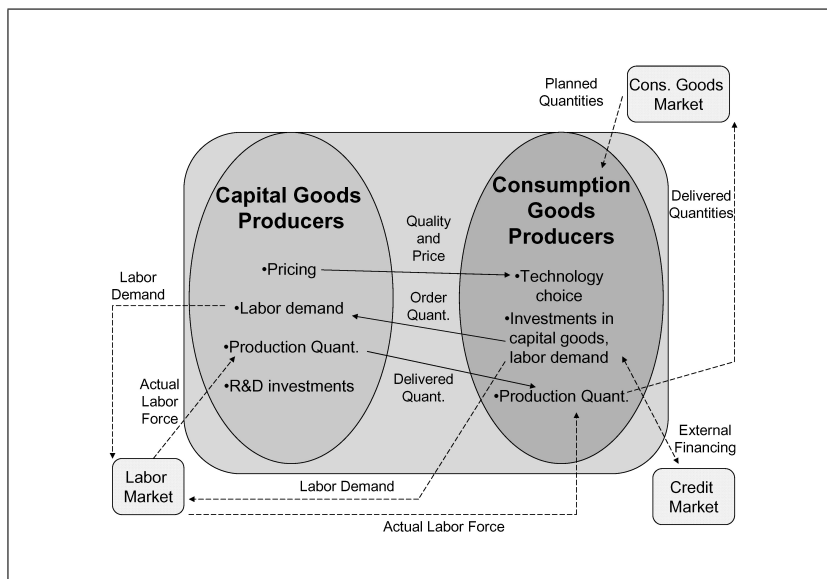 Planned
Quantities
Cons. Goods
Market
Capital Goods
Producers
Consumption
Goods
Producers
Delivered
Quantities
Quality
and
Price
•Pricing
•Technology
choice
Labor
Demand
•Labor demand
Order
Quant.
•Investments in
capital goods,
labor demand
•Production Quant.
Actual
Labor
Force
•R&D investments
Delivered
Quant.
•Production Quant.
External
Financing
Labor
Market
Labor Demand
Credit
Market
Actual Labor Force